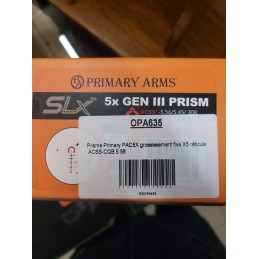 PRIMARY ARMS
SLX 5x GEN III PRISM
ACSS 5.56/5.45/.308
OPA635
Prisme Primary PAC5X grossissement fixe X5 réticule
ACSS-CQB 5.56